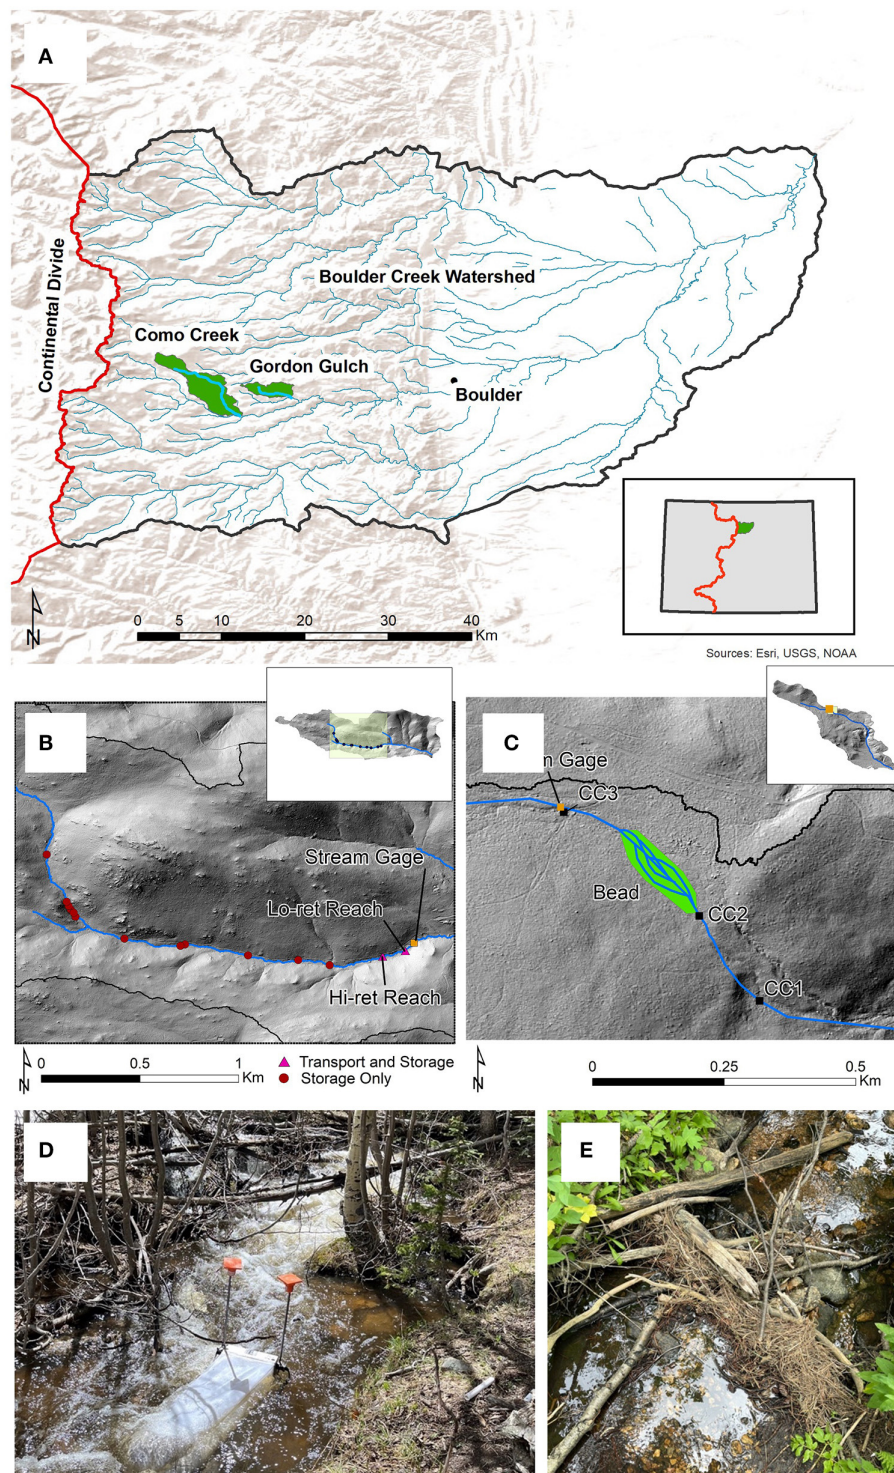 A
Continental Divide
Boulder Creek Watershed
Como Creek
Gordon Gulch
Boulder
N
0 5 10 20 30 40
Km
Sources: Esri, USGS, NOAA
B
Stream Gage
Lo-ret Reach
Hi-ret Reach
N
0 0.5 1
Km
Transport and Storage
Storage Only
C
m Gage
CC3
Bead
CC2
CC1
N
0 0.25 0.5
Km
D
E